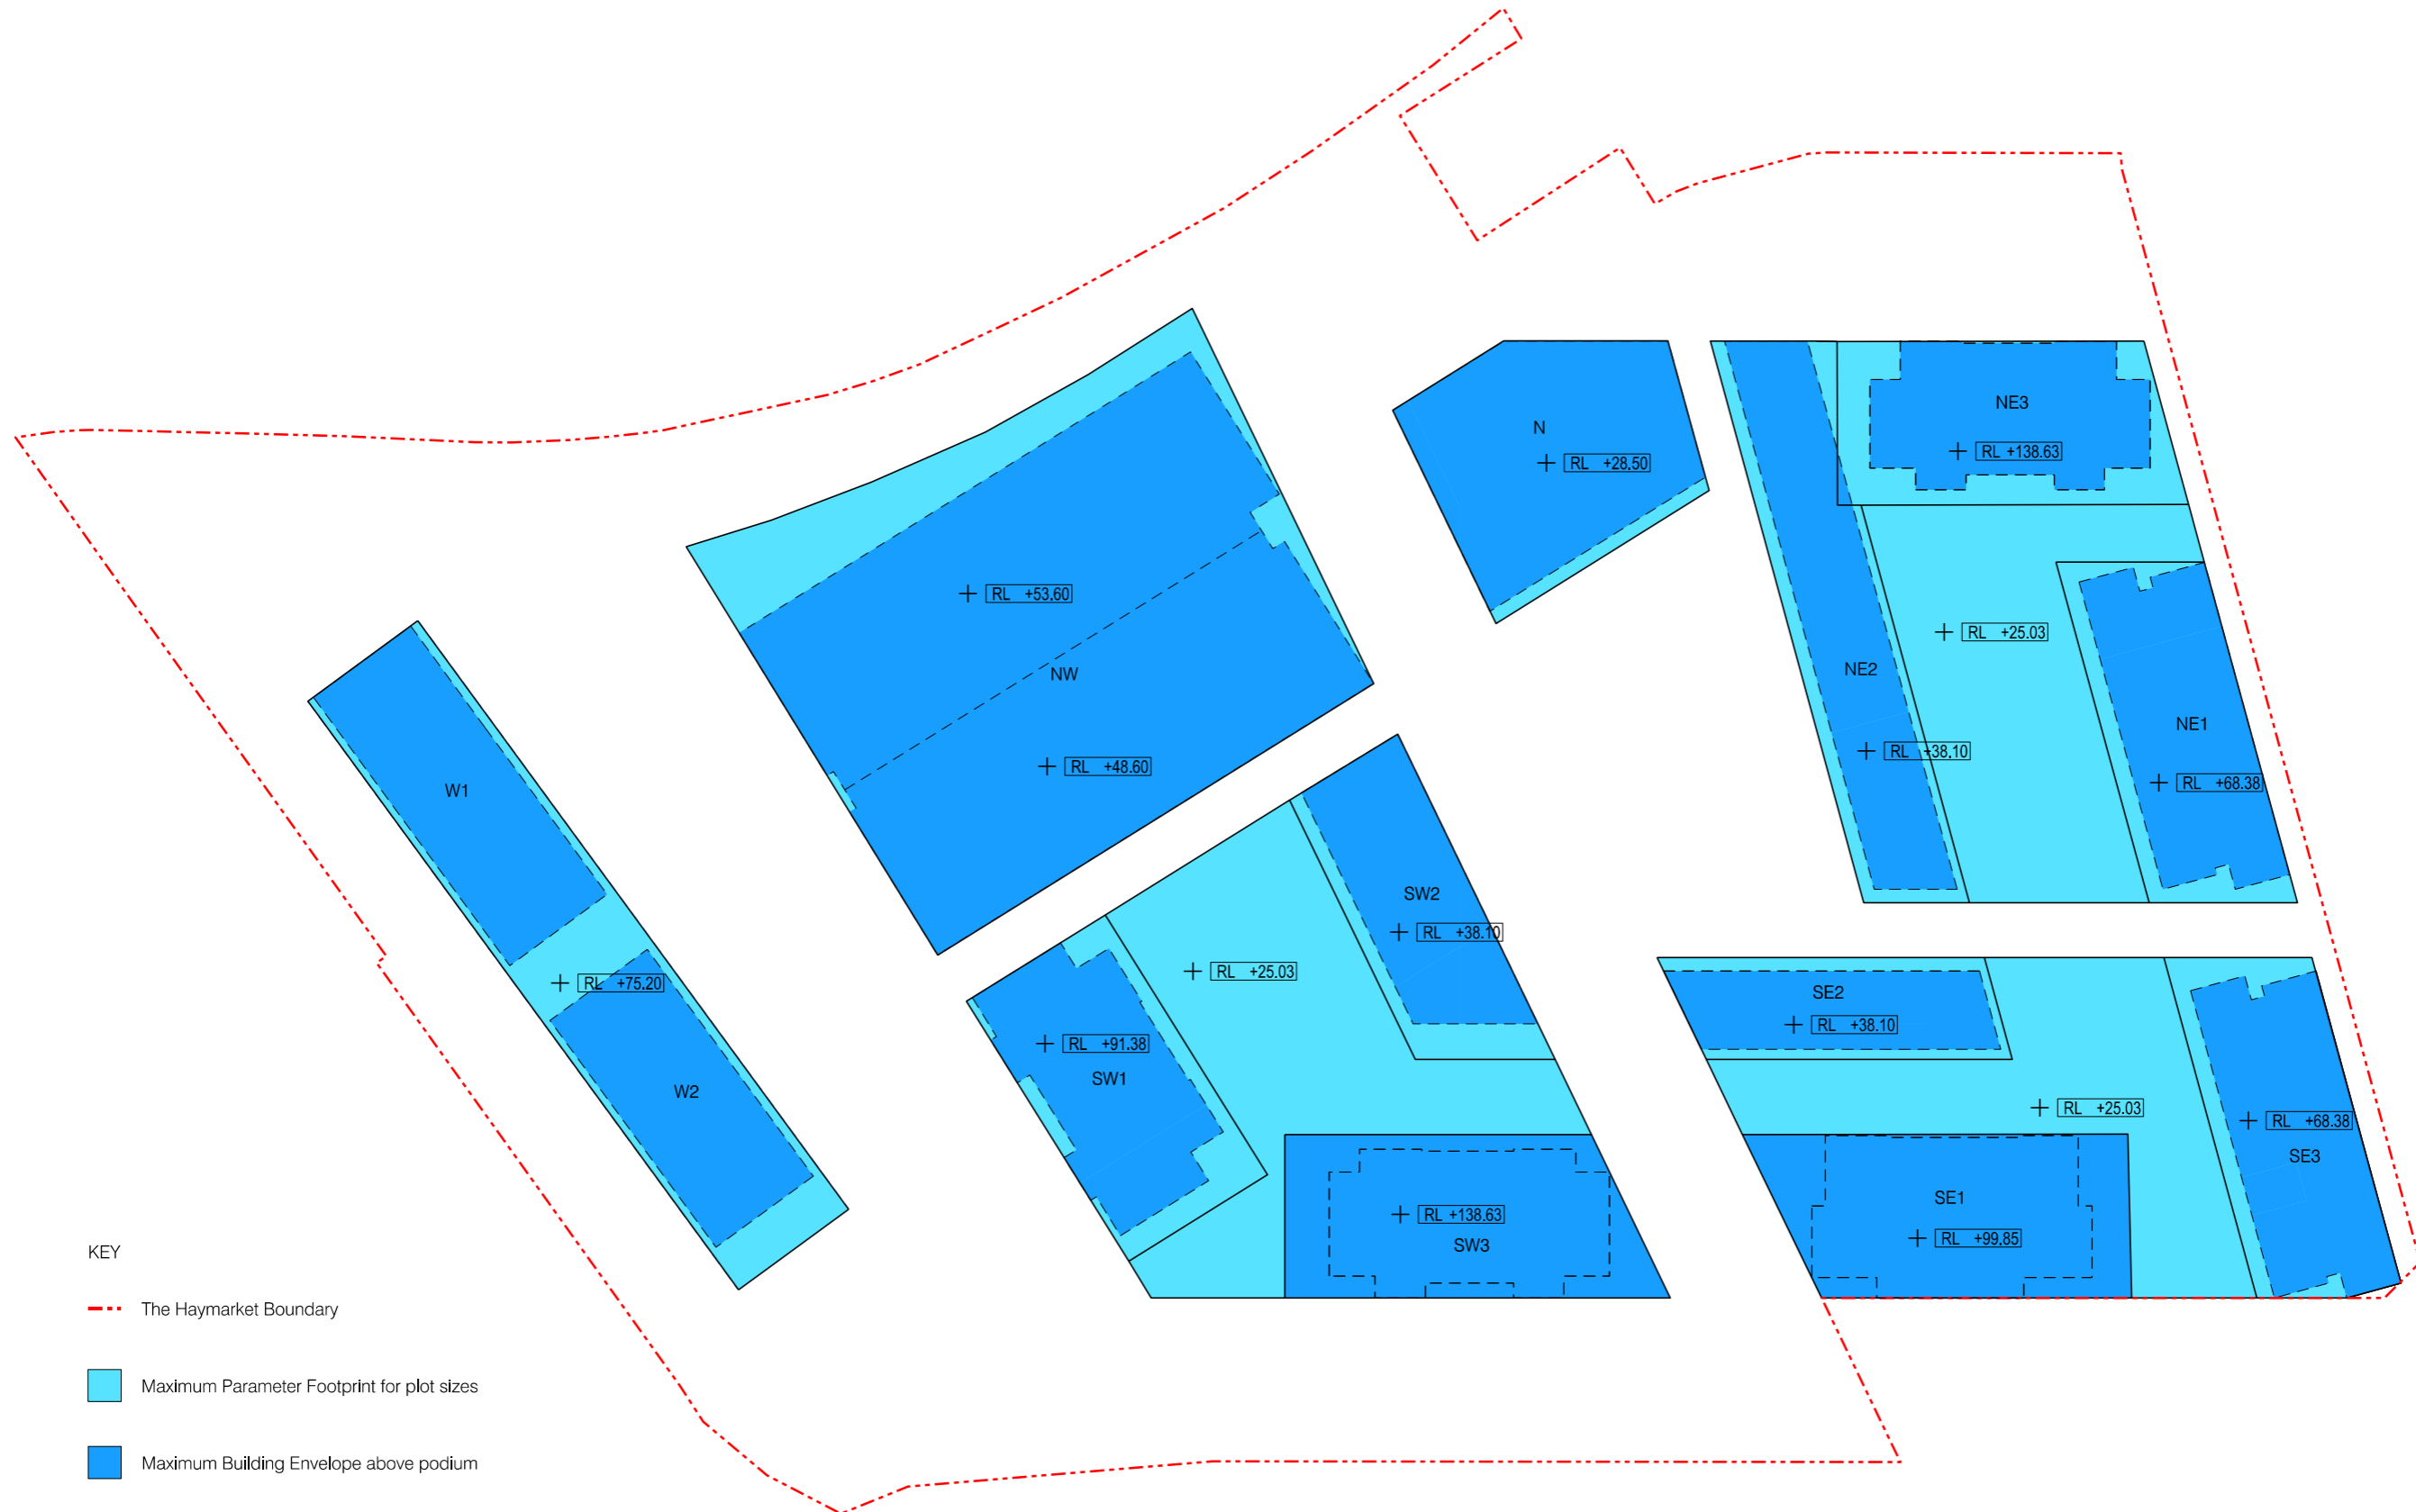 NE3
RL +138.63
N
RL +28.50
RL +53.60
NW
RL +48.60
RL +25.03
NE2
RL +38.10
NE1
RL +68.38
W1
RL +75.20
W2
SW2
RL +38.10
RL +25.03
RL +91.38
SW1
RL +138.63
SW3
SE2
RL +38.10
RL +25.03
RL +68.38
SE3
SE1
RL +99.85
KEY
The Haymarket Boundary
Maximum Parameter Footprint for plot sizes
Maximum Building Envelope above podium